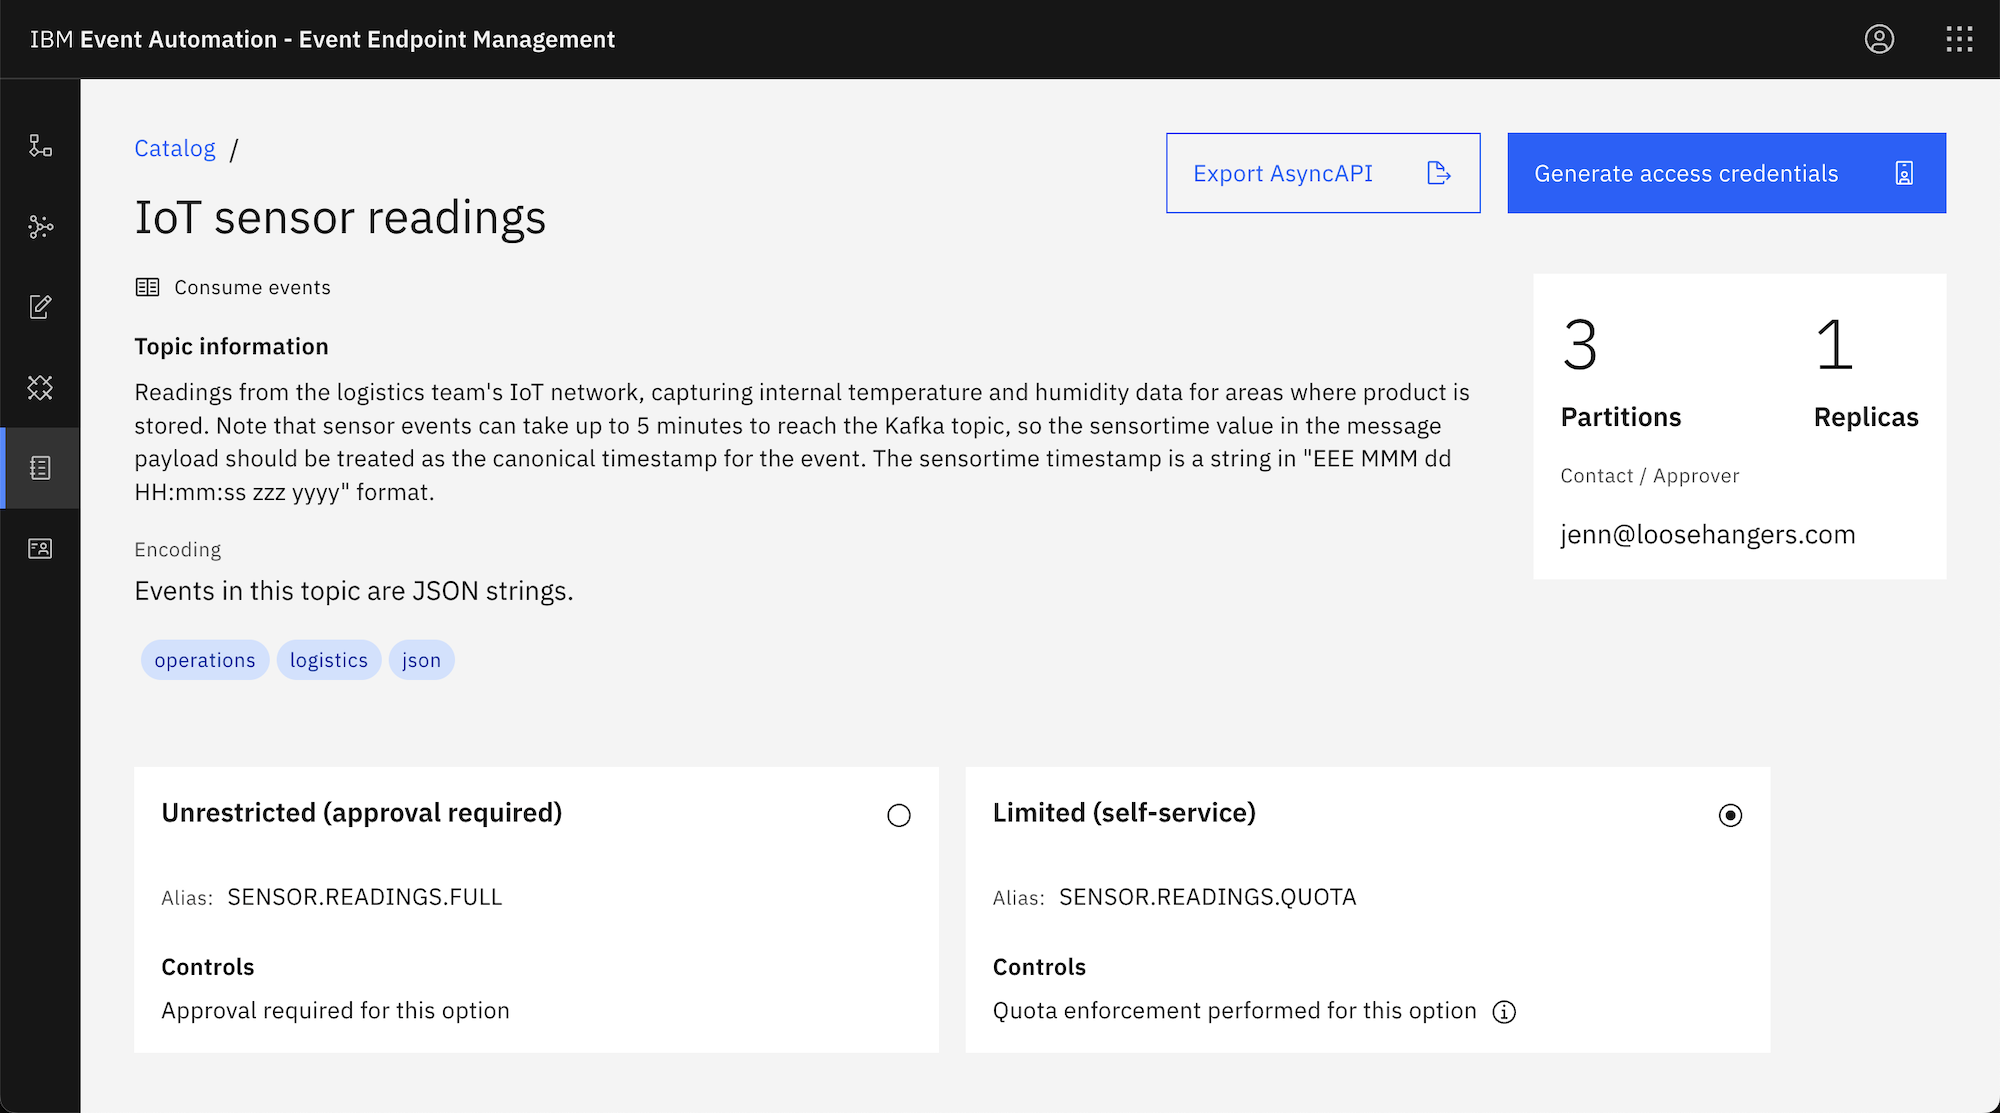 IBM Event Automation - Event Endpoint Management
Catalog /
Export AsyncAPI
Generate access credentials
IoT sensor readings
Consume events
Topic information
Readings from the logistics team's IoT network, capturing internal temperature and humidity data for areas where product is
stored. Note that sensor events can take up to 5 minutes to reach the Kafka topic, so the sensortime value in the message
payload should be treated as the canonical timestamp for the event. The sensortime timestamp is a string in "EEE MMM dd
HH:mm:ss zzz yyyy" format.
Encoding
Events in this topic are JSON strings.
operations logistics json
3 1
Partitions Replicas
Contact / Approver
jenn@loosehangers.com
Unrestricted (approval required)
Alias: SENSOR.READINGS.FULL
Controls
Approval required for this option
Limited (self-service)
Alias: SENSOR.READINGS.QUOTA
Controls
Quota enforcement performed for this option